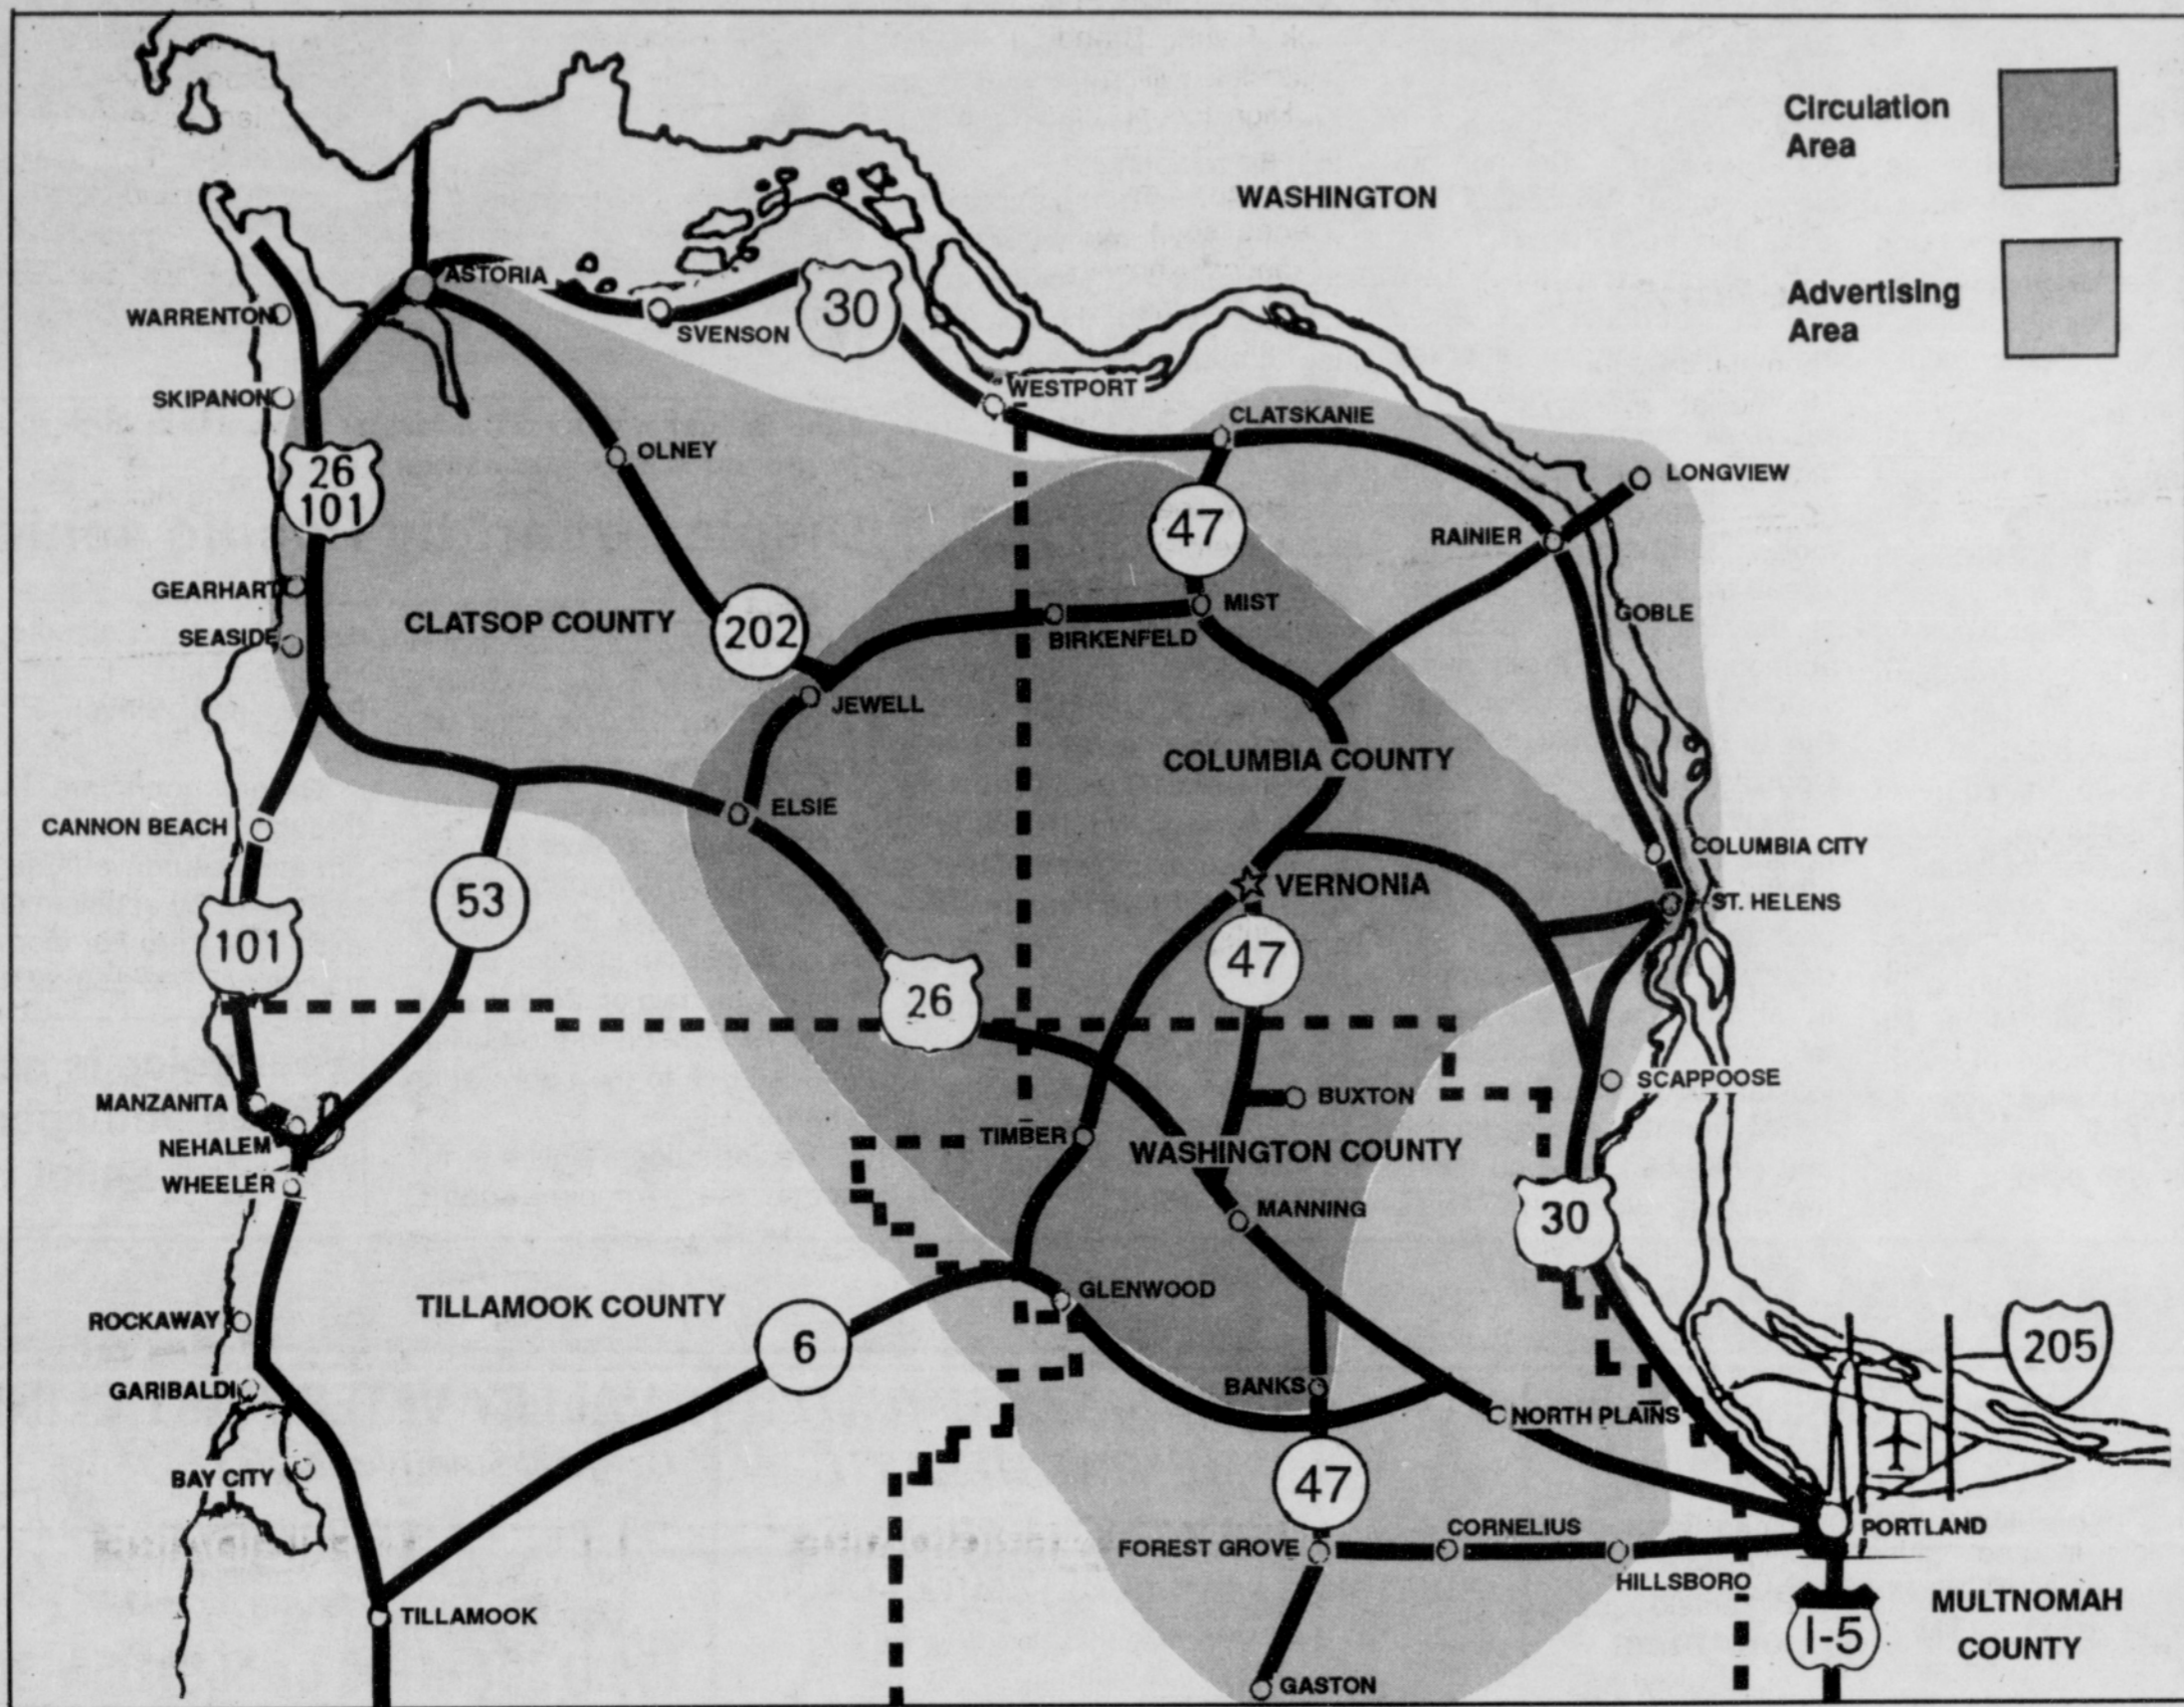 Circulation
Area
WASHINGTON
Advertising
Area
ASTORIA
WARRENTON
SVENSON
30
WESTPORT
SKIPANON
CLATSKANIE
OLNEY
26
101
LONGVIEW
47
RAINIER
GEARHART
MIST
GOBLE
CLATSOP COUNTY
202
SEASIDE
BIRKENFELD
JEWELL
COLUMBIA COUNTY
ELSIE
CANNON BEACH
COLUMBIA CITY
VERNONIA
53
ST. HELENS
101
47
26
SCAPPOOSE
MANZANITA
BUXTON
TIMBER
NEHALEM
WASHINGTON COUNTY
WHEELER
MANNING
30
GLENWOOD
TILLAMOOK COUNTY
ROCKAWAY
6
205
GARIBALDI
BANKS
NORTH PLAINS
BAY CITY
47
CORNELIUS
PORTLAND
FOREST GROVE
HILLSBORO
MULTNOMAH
COUNTY
TILLAMOOK
I-5
GASTON